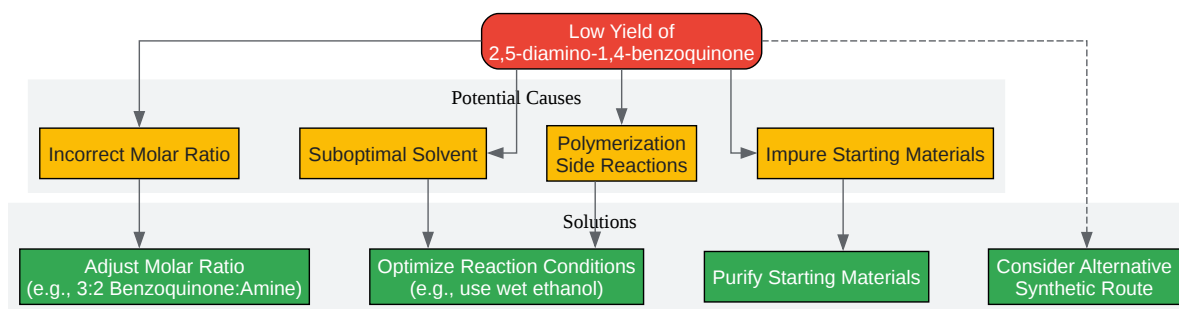 Low Yield of
2,5-diamino-1,4-benzoquinone
Potential Causes
Incorrect Molar Ratio
Suboptimal Solvent
Polymerization
Side Reactions
Impure Starting Materials
Solutions
Adjust Molar Ratio
(e.g., 3:2 Benzoquinone:Amine)
Optimize Reaction Conditions
(e.g., use wet ethanol)
Purify Starting Materials
Consider Alternative
Synthetic Route